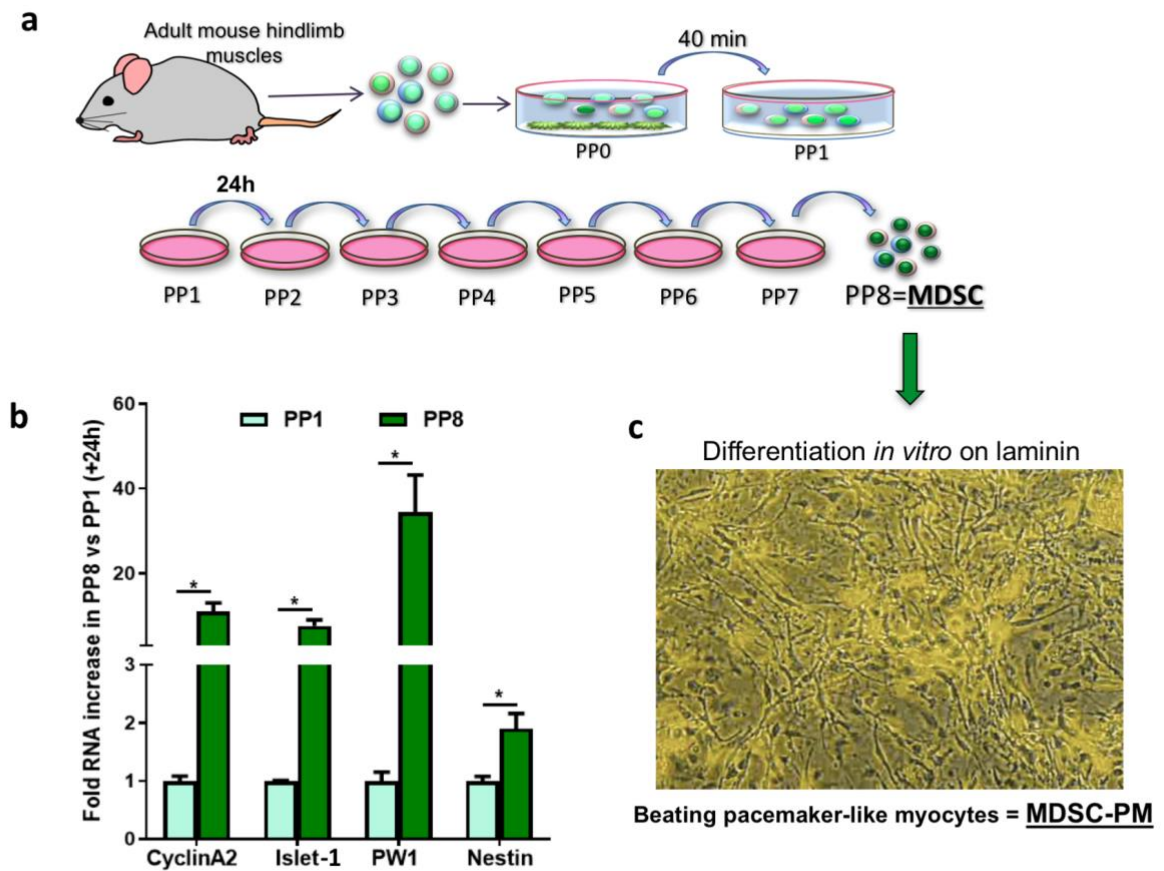 a
Adult mouse hindlimb
muscles
40 min
PP0
PP1
24h
PP1
PP2
PP3
PP4
PP5
PP6
PP7
PP8=MDSC
b
Fold RNA increase in PP8 vs PP1 (+24h)
60
40
20
3
2
1
0
PP1
PP8
*
*
*
*
CyclinA2
Islet-1
PW1
Nestin
c
Differentiation in vitro on laminin
Beating pacemaker-like myocytes = MDSC-PM